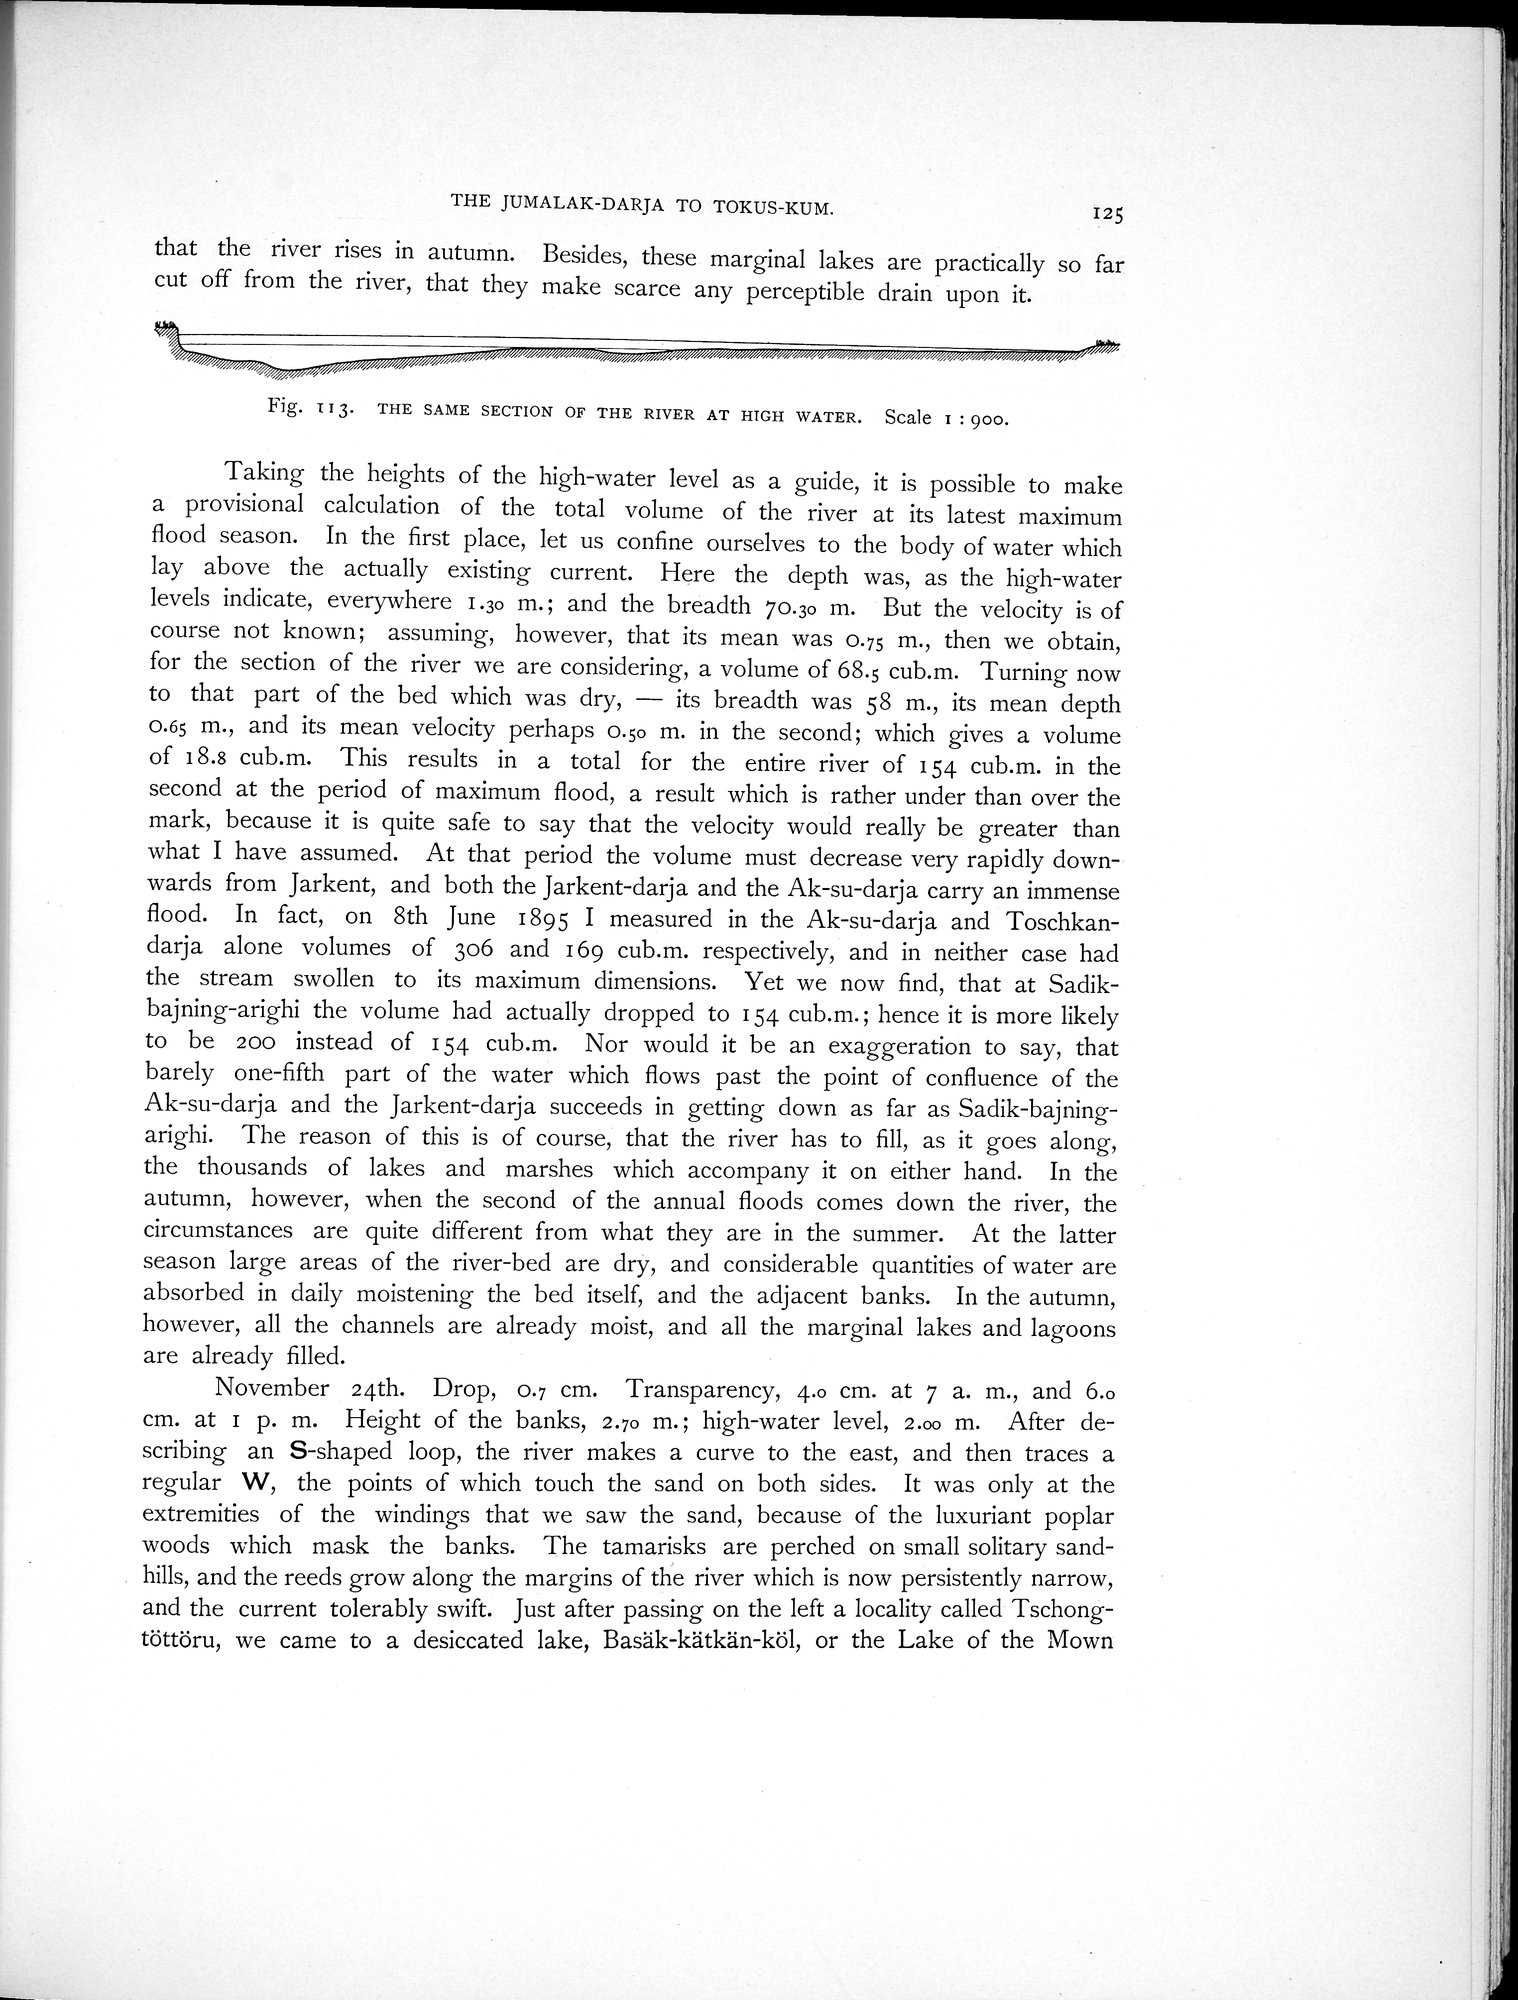 THE JUMALAK-DARJA TO TOKUS-KUM.
125
that the river rises in autumn. Besides, these marginal lakes are practically so far
cut off from the river, that they make scarce any perceptible drain upon it.
Fig. 113. THE SAME SECTION OF THE RIVER AT HIGH WATER. Scale 1 : 900.
Taking the heights of the high-water level as a guide, it is possible to make
a provisional calculation of the total volume of the river at its latest maximum
flood season. In the first place, let us confine ourselves to the body of water which
lay above the actually existing current. Here the depth was, as the high-water
levels indicate, everywhere 1.30 m.; and the breadth 70.30 m. But the velocity is of
course not known; assuming, however, that its mean was 0.75 m., then we obtain,
for the section of the river we are considering, a volume of 68.5 cub.m. Turning now
to that part of the bed which was dry, — its breadth was 58 m., its mean depth
0.65 m., and its mean velocity perhaps 0.50 m. in the second; which gives a volume
of 18.8 cub.m. This results in a total for the entire river of 154 cub.m. in the
second at the period of maximum flood, a result which is rather under than over the
mark, because it is quite safe to say that the velocity would really be greater than
what I have assumed. At that period the volume must decrease very rapidly down-
wards from Jarkent, and both the Jarkent-darja and the Ak-su-darja carry an immense
flood. In fact, on 8th June 1895 I measured in the Ak-su-darja and Toschkan-
darja alone volumes of 306 and 169 cub.m. respectively, and in neither case had
the stream swollen to its maximum dimensions. Yet we now find, that at Sadik-
bajning-arighi the volume had actually dropped to 154 cub.m.; hence it is more likely
to be 200 instead of 154 cub.m. Nor would it be an exaggeration to say, that
barely one-fifth part of the water which flows past the point of confluence of the
Ak-su-darja and the Jarkent-darja succeeds in getting down as far as Sadik-bajning-
arighi. The reason of this is of course, that the river has to fill, as it goes along,
the thousands of lakes and marshes which accompany it on either hand. In the
autumn, however, when the second of the annual floods comes down the river, the
circumstances are quite different from what they are in the summer. At the latter
season large areas of the river-bed are dry, and considerable quantities of water are
absorbed in daily moistening the bed itself, and the adjacent banks. In the autumn,
however, all the channels are already moist, and all the marginal lakes and lagoons
are already filled.
November 24th. Drop, 0.7 cm. Transparency, 4.0 cm. at 7 a. m., and 6.0
cm. at 1 p. m. Height of the banks, 2.70 m.; high-water level, 2.00 m. After de-
scribing an S-shaped loop, the river makes a curve to the east, and then traces a
regular W, the points of which touch the sand on both sides. It was only at the
extremities of the windings that we saw the sand, because of the luxuriant poplar
woods which mask the banks. The tamarisks are perched on small solitary sand-
hills, and the reeds grow along the margins of the river which is now persistently narrow,
and the current tolerably swift. Just after passing on the left a locality called Tschong-
töttöru, we came to a desiccated lake, Basäk-kätkän-köl, or the Lake of the Mown